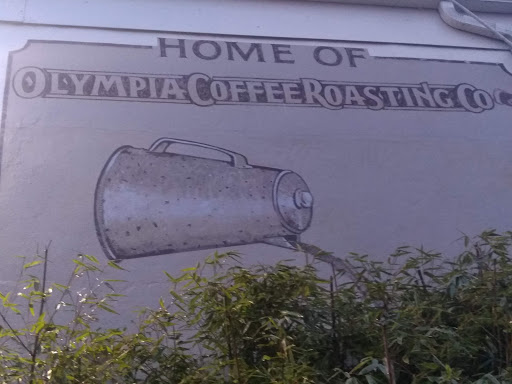 HOME OF
OLYMPIA COFFEE ROASTING CO